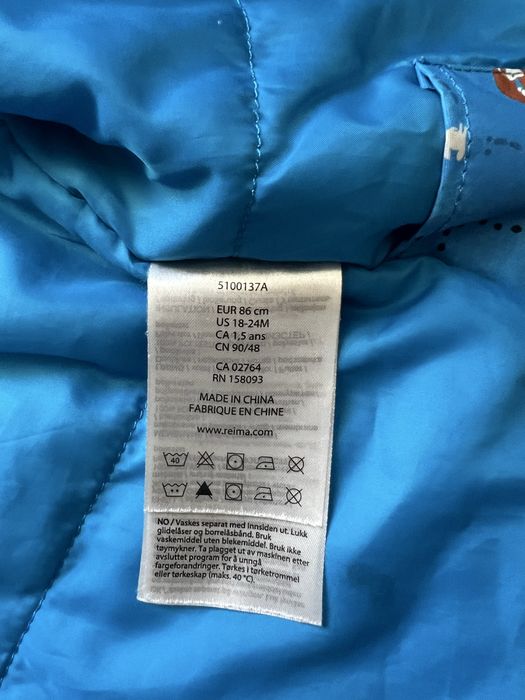 5100137A
EUR 86 cm
US 18-24M
CA 1,5 ans
CN 90/48
CA 02764
RN 158093
MADE IN CHINA
FABRIQUE EN CHINE
www.reima.com
40
NO / Vaskes separat med innsiden ut. Lukk
glidelåser og borrelåsbånd. Bruk
vaskemiddel uten blekemiddel. Bruk ikke
tøymykner. Ta plagget ut av maskinen etter
avsluttet program for å unngå
fargeforandringer. Tørkes i tørketrommel
eller tørkeskap (maks. 40 °C).